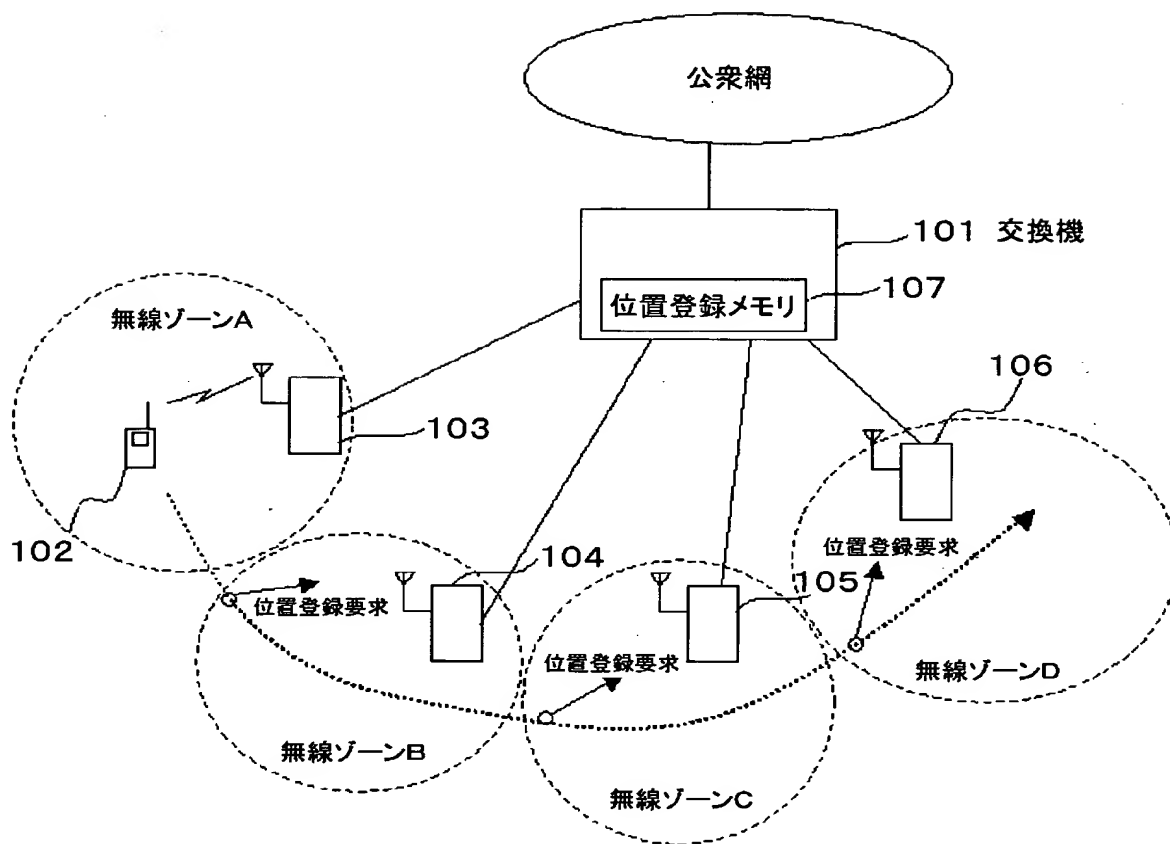 公衆網
101 交換機
位置登録メモリ
107
無線ゾーンA
103
102
106
104
位置登録要求
無線ゾーンB
105
位置登録要求
無線ゾーンC
位置登録要求
無線ゾーンD